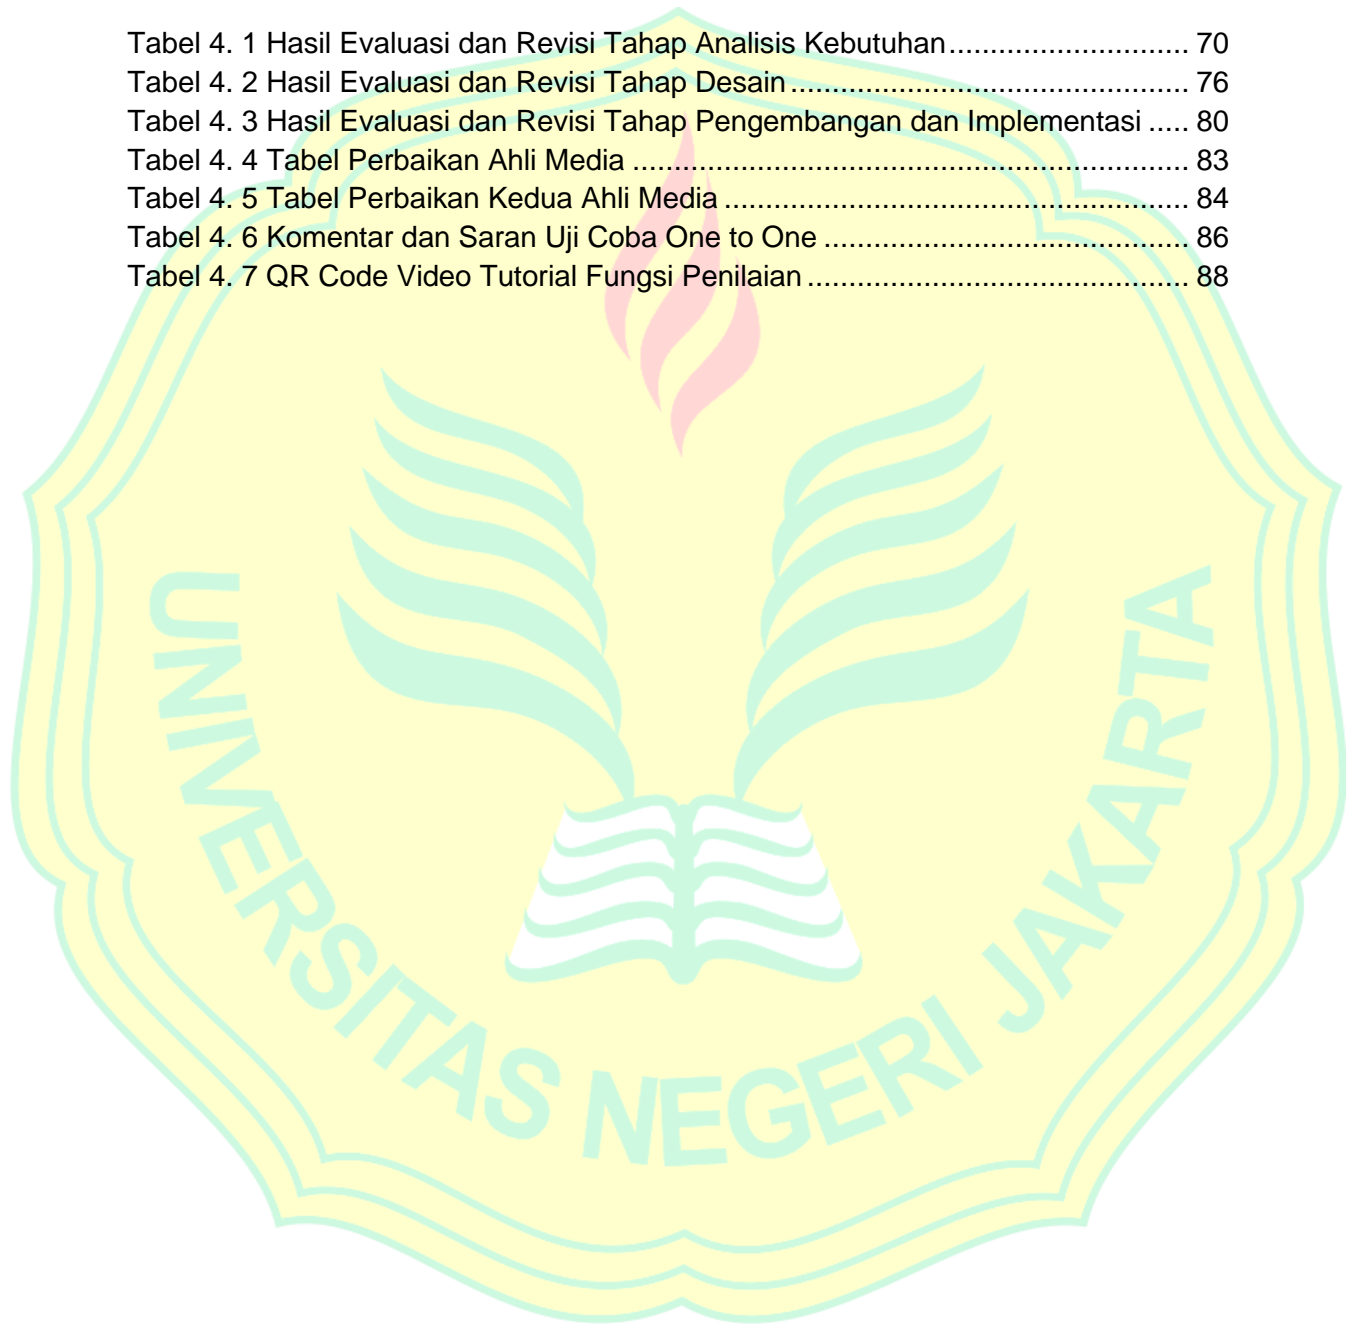 Tabel 4. 1 Hasil Evaluasi dan Revisi Tahap Analisis Kebutuhan............................. 70
Tabel 4. 2 Hasil Evaluasi dan Revisi Tahap Desain................................................ 76
Tabel 4. 3 Hasil Evaluasi dan Revisi Tahap Pengembangan dan Implementasi ..... 80
Tabel 4. 4 Tabel Perbaikan Ahli Media ................................................................... 83
Tabel 4. 5 Tabel Perbaikan Kedua Ahli Media ........................................................ 84
Tabel 4. 6 Komentar dan Saran Uji Coba One to One ............................................ 86
Tabel 4. 7 QR Code Video Tutorial Fungsi Penilaian .............................................. 88
UNIVERSITAS NEGERI JAKARTA